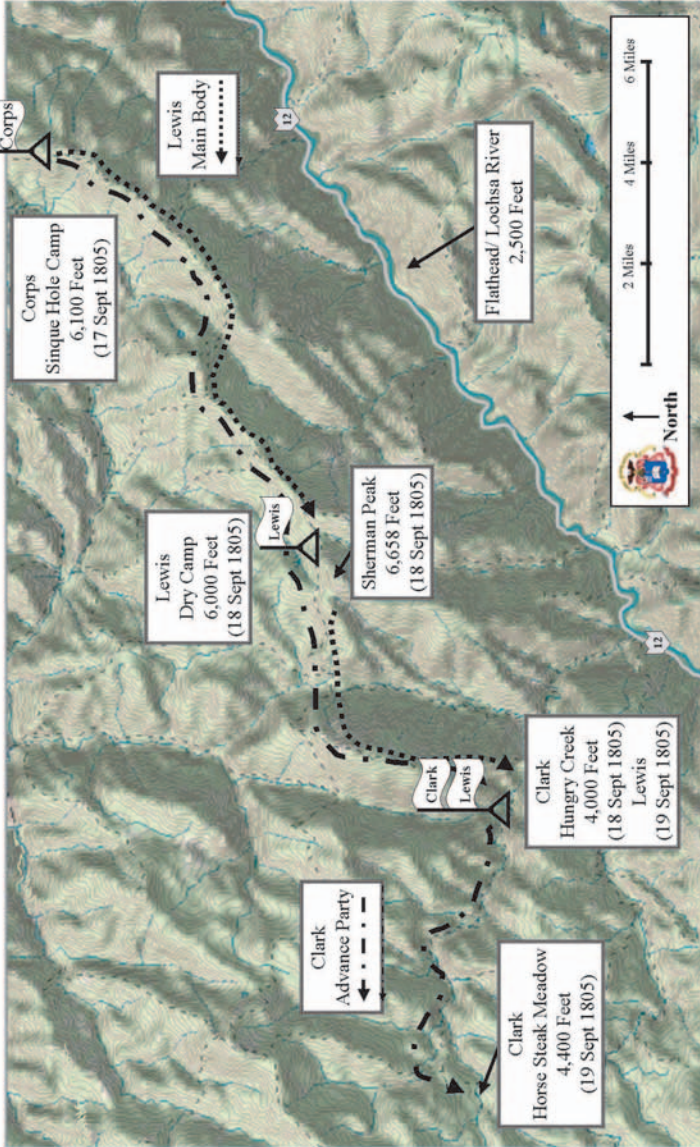 Corps
Corps
Sinque Hole Camp
6,100 Feet
(17 Sept 1805)
Lewis
Main Body
12
Lewis
Dry Camp
6,000 Feet
(18 Sept 1805)
Lewis
Sherman Peak
6,658 Feet
(18 Sept 1805)
Flathead/ Lochsa River
2,500 Feet
Clark
Advance Party
Clark
Lewis
Clark
Hungry Creek
4,000 Feet
(18 Sept 1805)
Lewis
(19 Sept 1805)
12
Clark
Horse Steak Meadow
4,400 Feet
(19 Sept 1805)
North
2 Miles
4 Miles
6 Miles